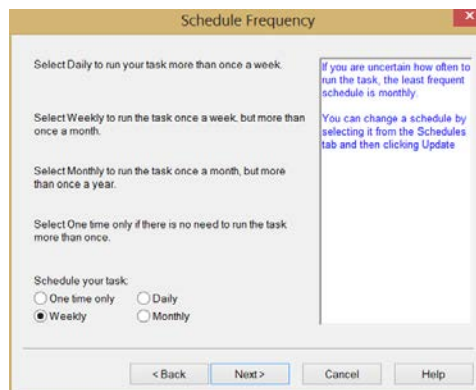 Schedule Frequency
x
Select Daily to run your task more than once a week.
Select Weekly to run the task once a week, but more than
once a month.
Select Monthly to run the task once a month, but more
than once a year.
Select One time only if there is no need to run the task
more than once.
Schedule your task:
One time only Daily
Weekly Monthly
If you are uncertain how often to
run the task, the least frequent
schedule is monthly.
You can change a schedule by
selecting it from the Schedules
tab and then clicking Update
< Back Next > Cancel Help